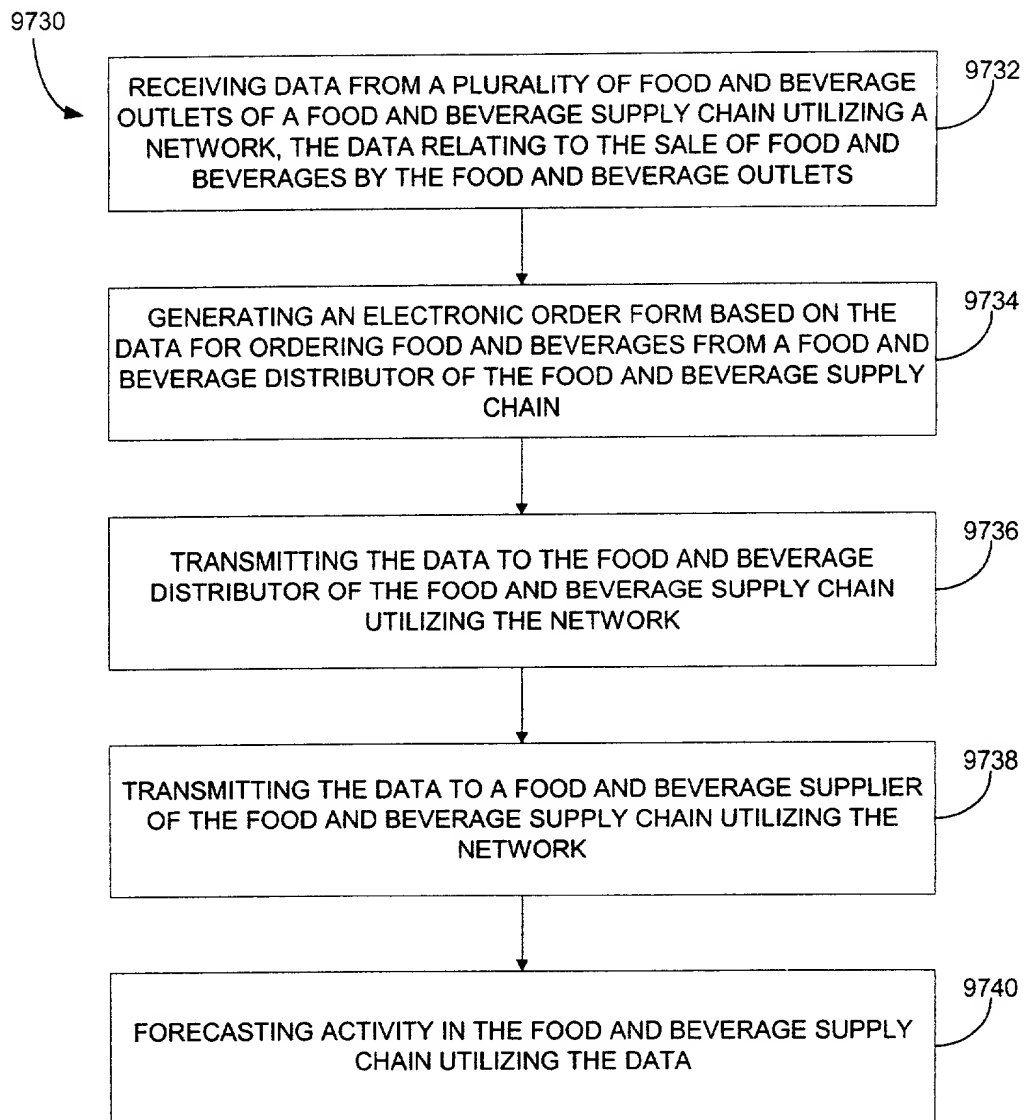 9730
RECEIVING DATA FROM A PLURALITY OF FOOD AND BEVERAGE
OUTLETS OF A FOOD AND BEVERAGE SUPPLY CHAIN UTILIZING A
NETWORK, THE DATA RELATING TO THE SALE OF FOOD AND
BEVERAGES BY THE FOOD AND BEVERAGE OUTLETS
9732
GENERATING AN ELECTRONIC ORDER FORM BASED ON THE
DATA FOR ORDERING FOOD AND BEVERAGES FROM A FOOD AND
BEVERAGE DISTRIBUTOR OF THE FOOD AND BEVERAGE SUPPLY
CHAIN
9734
TRANSMITTING THE DATA TO THE FOOD AND BEVERAGE
DISTRIBUTOR OF THE FOOD AND BEVERAGE SUPPLY CHAIN
UTILIZING THE NETWORK
9736
TRANSMITTING THE DATA TO A FOOD AND BEVERAGE SUPPLIER
OF THE FOOD AND BEVERAGE SUPPLY CHAIN UTILIZING THE
NETWORK
9738
FORECASTING ACTIVITY IN THE FOOD AND BEVERAGE SUPPLY
CHAIN UTILIZING THE DATA
9740